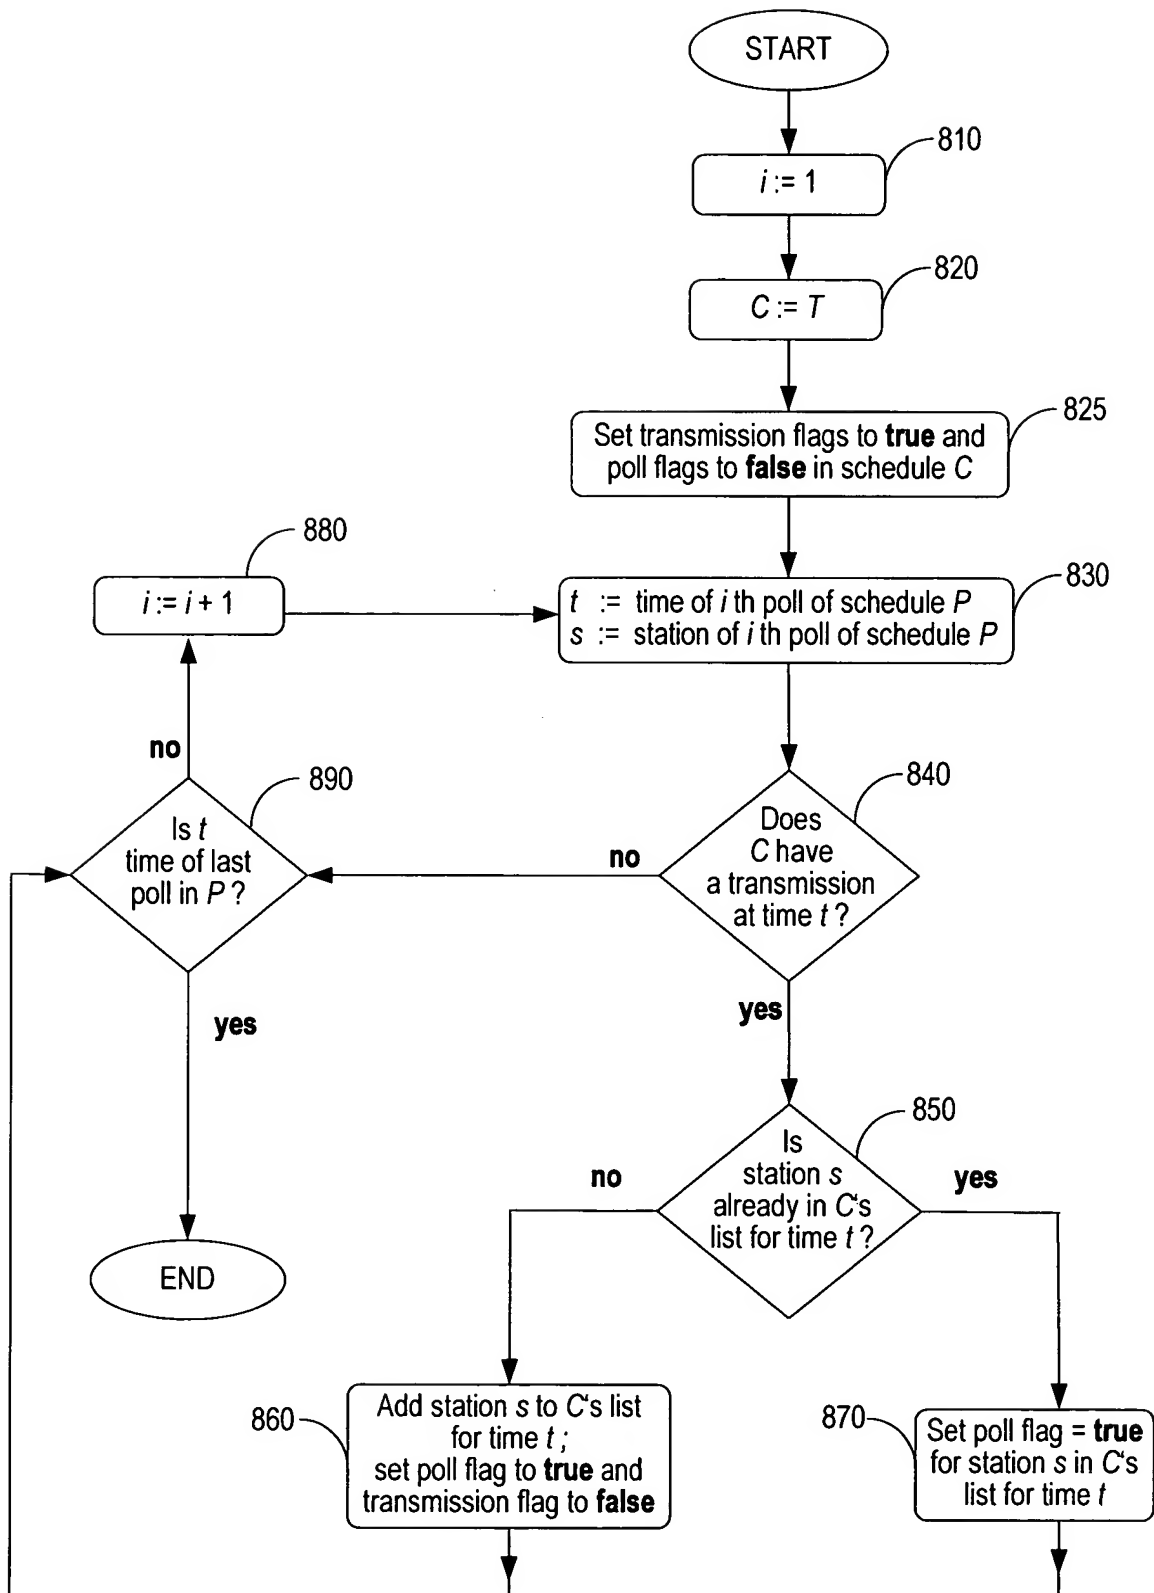 START
810
i := 1
820
C := T
825
Set transmission flags to true and
poll flags to false in schedule C
880
i := i + 1
830
t := time of i th poll of schedule P
s := station of i th poll of schedule P
no
890
Is t
time of last
poll in P ?
yes
840
Does
C have
a transmission
at time t ?
no
yes
850
Is
station s
already in C‘s
list for time t ?
no
yes
END
860
Add station s to C‘s list
for time t ;
set poll flag to true and
transmission flag to false
870
Set poll flag = true
for station s in C‘s
list for time t